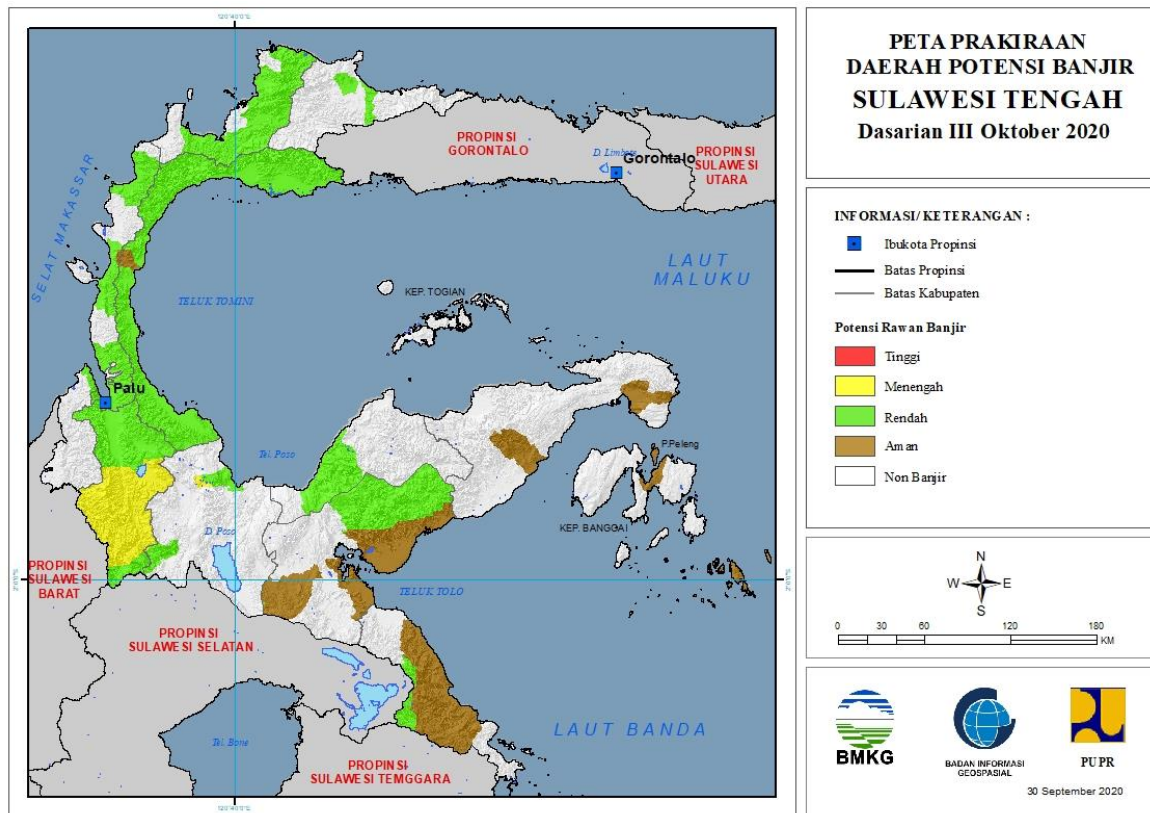 PETA PRAKIRAAN
DAERAH POTENSI BANJIR
SULAWESI TENGAH
Dasarian III Oktober 2020
INFORMASI/ KETERANGAN :
Ibukota Propinsi
Batas Propinsi
Batas Kabupaten
Potensi Rawan Banjir
Tinggi
Menengah
Rendah
Aman
Non Banjir
N
W
E
S
0
30
60
120
180
KM
BMKG
BADAN INFORMASI
GEOSPASIAL
PUPR
30 September 2020
PROPINSI
GORONTALO
D. Limboto
Gorontalo
PROPINSI
SULAWESI
UTARA
SELAT MAKASSAR
LAUT
MALUKU
TELUK TOMINI
KEP. TOGIAN
Palu
Tel. Poso
P.Peleng
KEP. BANGGAI
D. Poso
PROPINSI
SULAWESI
BARAT
TELUK TOLO
PROPINSI
SULAWESI SELATAN
LAUT BANDA
Tel. Bone
PROPINSI
SULAWESI TEMGGARA